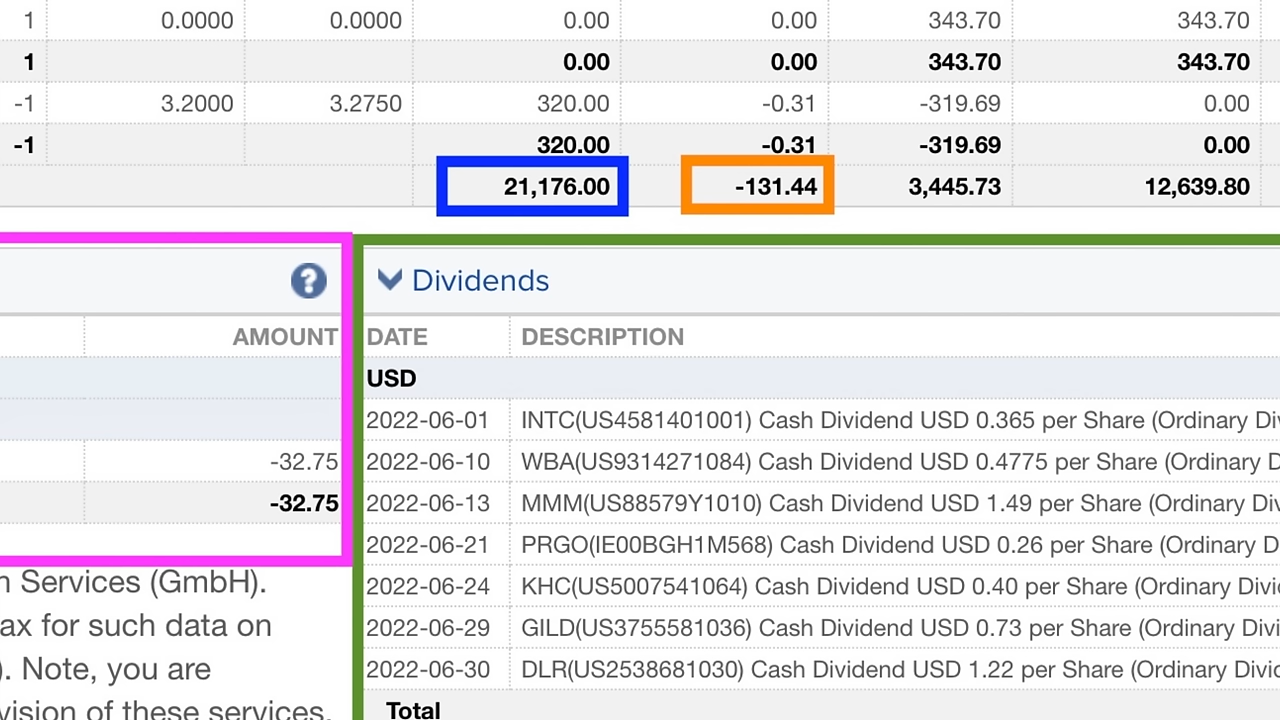 1 0.0000 0.0000 0.00 0.00 343.70 343.70
1 0.00 0.00 343.70 343.70
-1 3.2000 3.2750 320.00 -0.31 -319.69 0.00
-1 320.00 -0.31 -319.69 0.00
21,176.00 -131.44 3,445.73 12,639.80
? 
AMOUNT
-32.75
-32.75
n Services (GmbH).
ax for such data on
). Note, you are
vision of these services.
Dividends
DATE DESCRIPTION
USD
2022-06-01 INTC(US4581401001) Cash Dividend USD 0.365 per Share (Ordinary Div
2022-06-10 WBA(US9314271084) Cash Dividend USD 0.4775 per Share (Ordinary D
2022-06-13 MMM(US88579Y1010) Cash Dividend USD 1.49 per Share (Ordinary Div
2022-06-21 PRGO(IE00BGH1M568) Cash Dividend USD 0.26 per Share (Ordinary D
2022-06-24 KHC(US5007541064) Cash Dividend USD 0.40 per Share (Ordinary Divi
2022-06-29 GILD(US3755581036) Cash Dividend USD 0.73 per Share (Ordinary Divi
2022-06-30 DLR(US2538681030) Cash Dividend USD 1.22 per Share (Ordinary Divid
Total